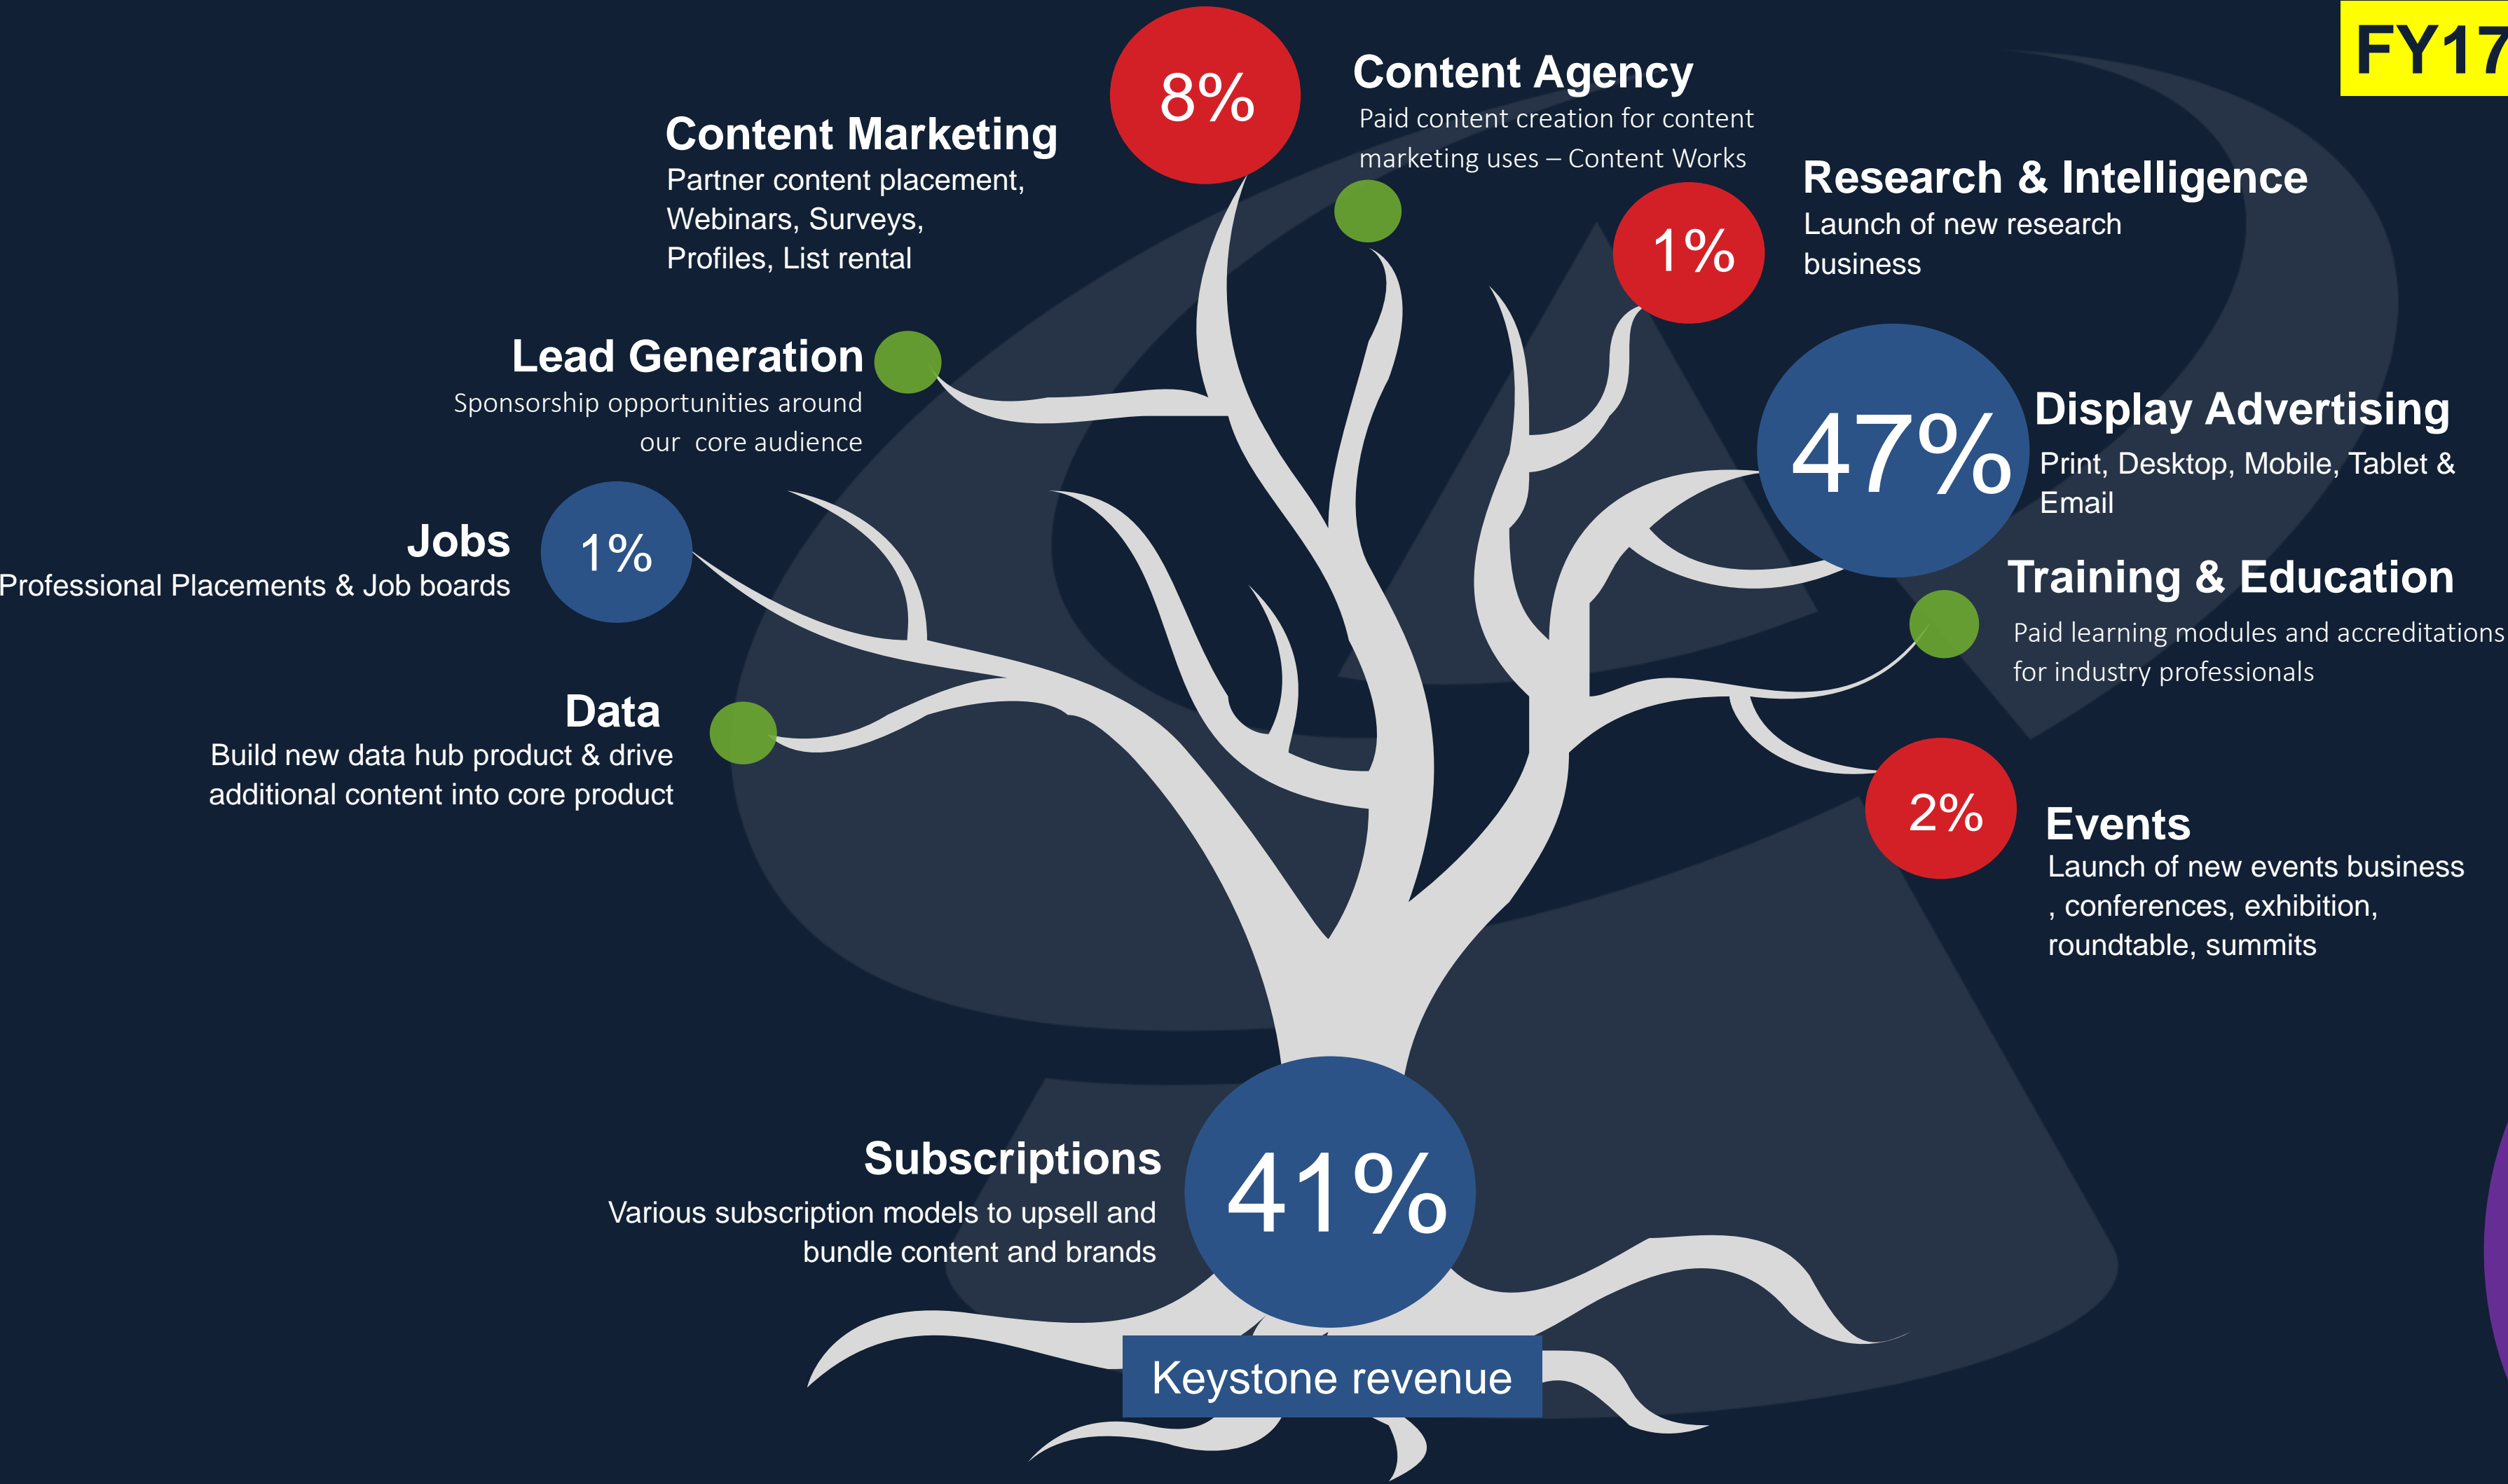 FY17
8%
Content Agency
Paid content creation for content
marketing uses – Content Works
Content Marketing
Partner content placement,
Webinars, Surveys,
Profiles, List rental
1%
Research & Intelligence
Launch of new research
business
Lead Generation
Sponsorship opportunities around
our  core audience
47%
Display Advertising
Print, Desktop, Mobile, Tablet &
Email
Jobs
Professional Placements & Job boards
1%
Training & Education
Paid learning modules and accreditations
for industry professionals
Data
Build new data hub product & drive
additional content into core product
2%
Events
Launch of new events business
, conferences, exhibition,
roundtable, summits
Subscriptions
Various subscription models to upsell and
bundle content and brands
41%
Keystone revenue